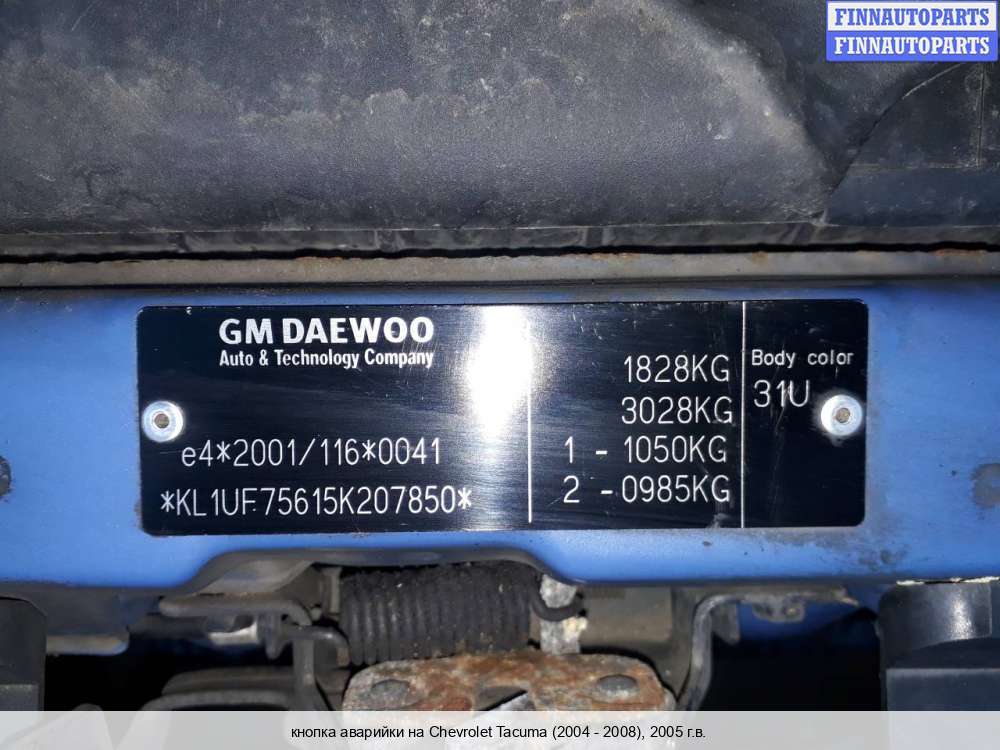 FINNAUTOPARTS
FINNAUTOPARTS
GM DAEWOO
Auto & Technology Company
e4*2001/116*0041
*KL1UF75615K207850*
1828KG
3028KG
1 - 1050KG
2 - 0985KG
Body color
31U
кнопка аварийки на Chevrolet Tacuma (2004 - 2008), 2005 г.в.